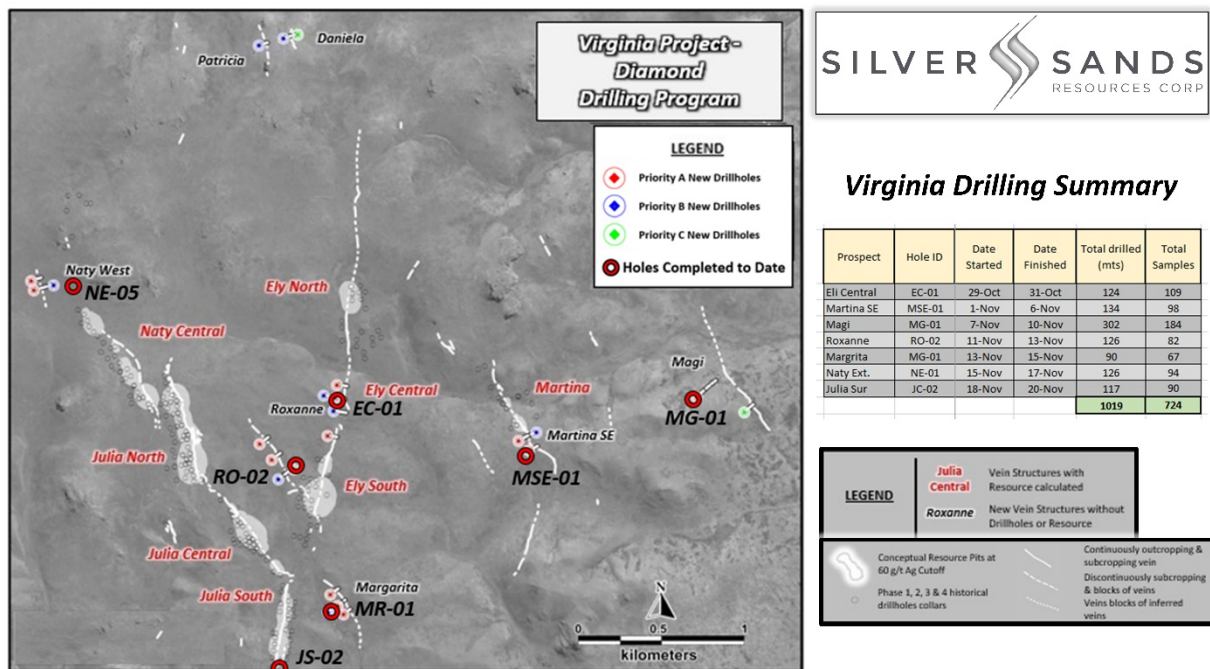 Virginia Project -
Diamond
Drilling Program
LEGEND
Priority A New Drillholes
Priority B New Drillholes
Priority C New Drillholes
Holes Completed to Date
Patricia
Daniela
Naty West
NE-05
Ely North
Naty Central
Magi
Ely Central
Martina
Roxanne
EC-01
MG-01
Martina SE
Julia North
RO-02
MSE-01
Ely South
Julia Central
Margarita
Julia South
MR-01
JS-02
N
0 0.5 1
kilometers
SILVER SANDS
RESOURCES CORP
Virginia Drilling Summary
Prospect Hole ID Date Started Date Finished Total drilled (mts) Total Samples
Eli Central EC-01 29-Oct 31-Oct 124 109
Martina SE MSE-01 1-Nov 6-Nov 134 98
Magi MG-01 7-Nov 10-Nov 302 184
Roxanne RO-02 11-Nov 13-Nov 126 82
Margrita MG-01 13-Nov 15-Nov 90 67
Naty Ext. NE-01 15-Nov 17-Nov 126 94
Julia Sur JC-02 18-Nov 20-Nov 117 90
1019 724
LEGEND
Julia Central
Vein Structures with
Resource calculated
Roxanne
New Vein Structures without
Drillholes or Resource
Conceptual Resource Pits at
60 g/t Ag Cutoff
Phase 1, 2, 3 & 4 historical
drillholes collars
Continuously outcropping &
subcropping vein
Discontinuously subcropping
& blocks of veins
Veins blocks of inferred
veins